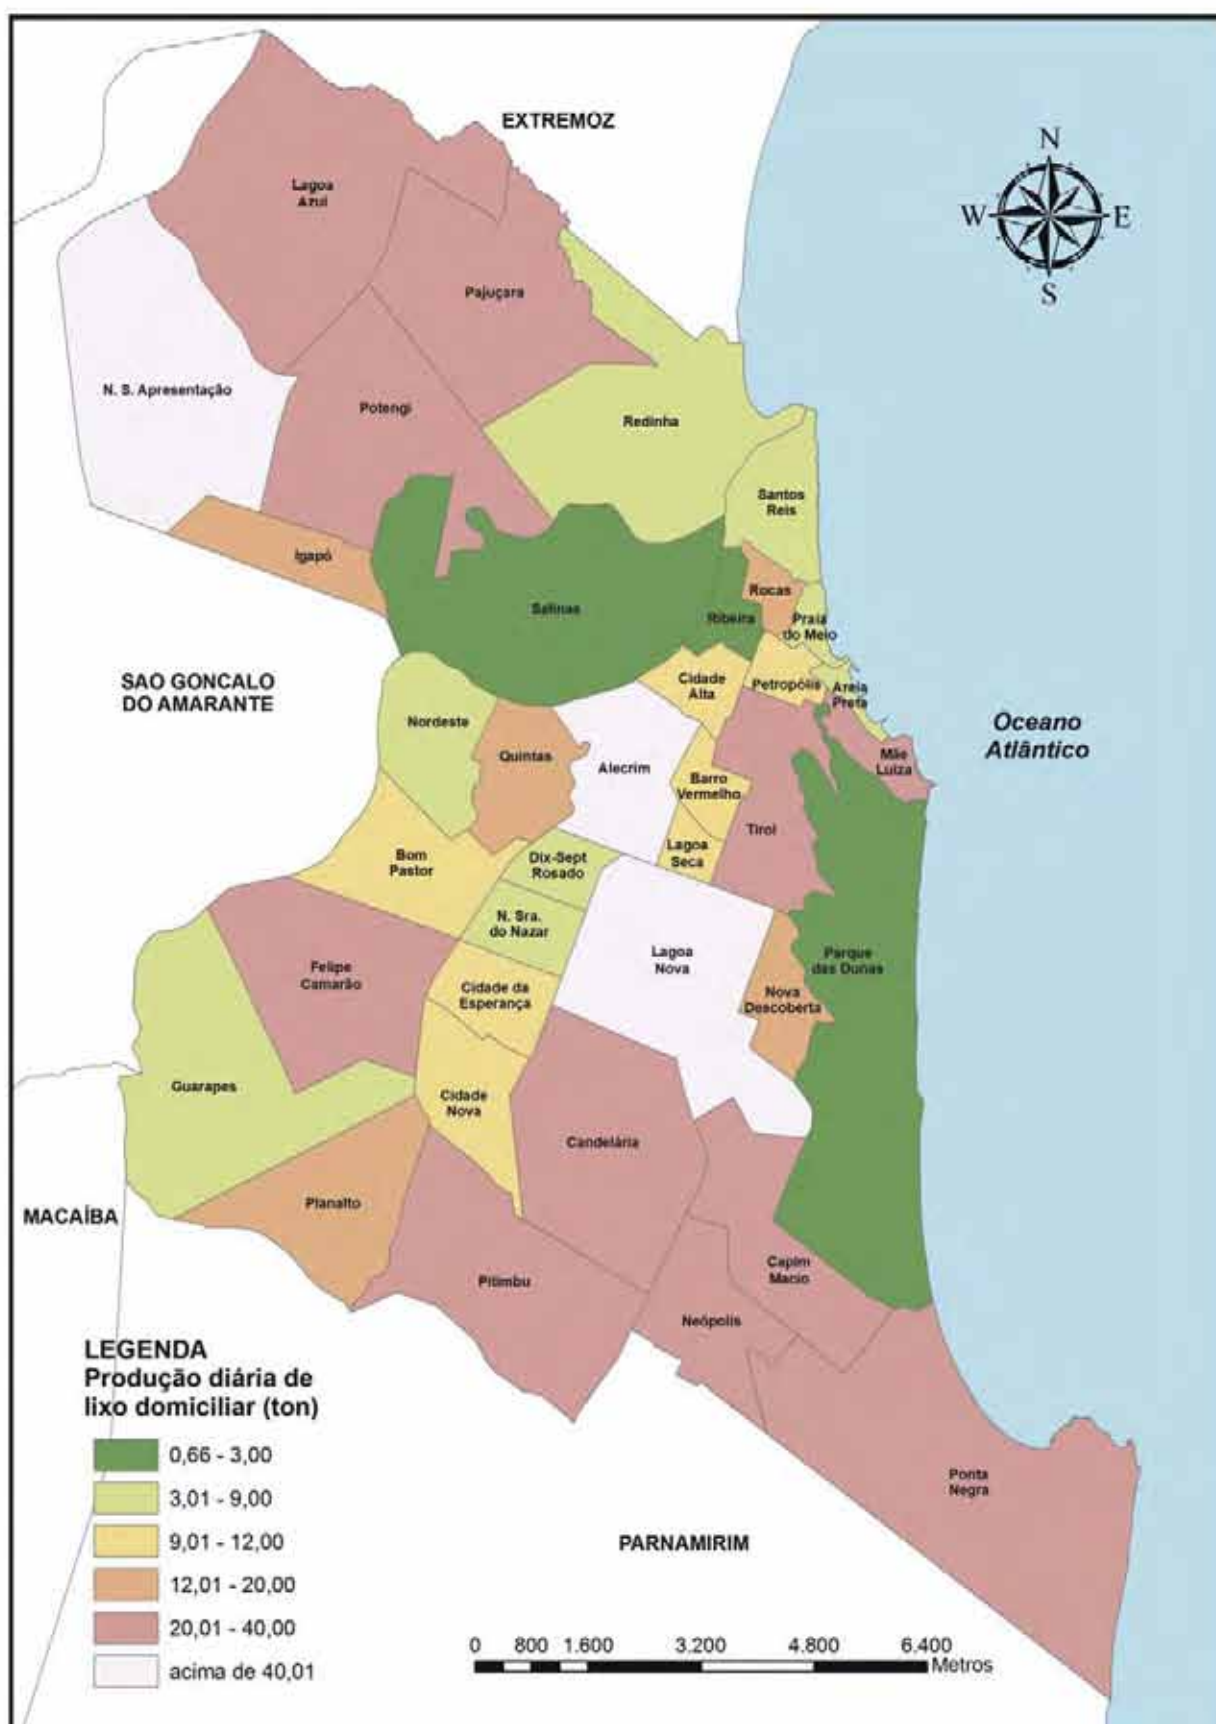 EXTREMOZ
N
W
E
S
Lagoa
Azul
Pajuçara
N. S. Apresentação
Potengi
Redinha
Santos
Reis
Igapó
Salinas
Rocas
Ribeira
Praia
do Meio
SAO GONCALO
DO AMARANTE
Cidade
Alta
Petropólis
Areia
Preta
Nordeste
Oceano
Atlântico
Quintas
Alecrim
Mãe
Luiza
Barro
Vermelho
Tirol
Lagoa
Seca
Bom
Pastor
Dix-Sept
Rosado
N. Sra.
do Nazar
Lagoa
Nova
Parque
das Dunas
Felipe
Camarão
Cidade da
Esperança
Nova
Descoberta
Guarapes
Cidade
Nova
Candelária
MACAÍBA
Planalto
Pitimbu
Capim
Macio
Neópolis
Ponta
Negra
PARNAMIRIM
LEGENDA
Produção diária de
lixo domiciliar (ton)
0,66 - 3,00
3,01 - 9,00
9,01 - 12,00
12,01 - 20,00
20,01 - 40,00
acima de 40,01
0 800 1.600 3.200 4.800 6.400
Metros